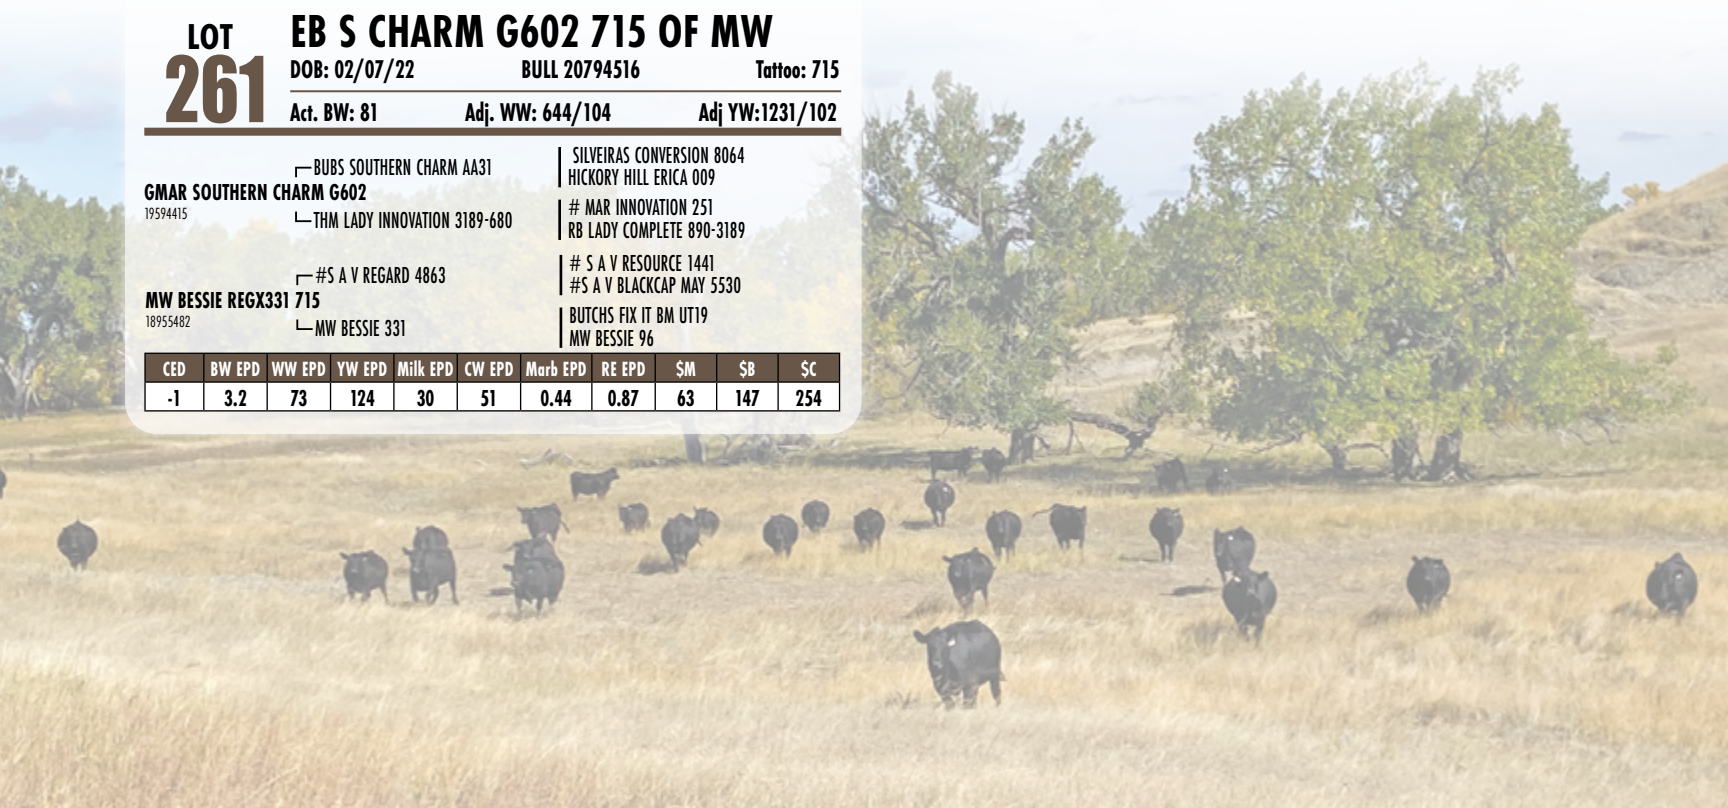 LOT
261
EB S CHARM G602 715 OF MW
DOB: 02/07/22 BULL 20794516 Tattoo: 715
Act. BW: 81 Adj. WW: 644/104 Adj YW:1231/102
BUBS SOUTHERN CHARM AA31
GMAR SOUTHERN CHARM G602
19594415
THM LADY INNOVATION 3189-680
SILVEIRAS CONVERSION 8064
HICKORY HILL ERICA 009
# MAR INNOVATION 251
RB LADY COMPLETE 890-3189
#S A V REGARD 4863
MW BESSIE REGX331 715
18955482
MW BESSIE 331
# S A V RESOURCE 1441
#S A V BLACKCAP MAY 5530
BUTCHS FIX IT BM UT19
MW BESSIE 96
CED BW EPD WW EPD YW EPD Milk EPD CW EPD Marb EPD RE EPD $M $B $C
-1 3.2 73 124 30 51 0.44 0.87 63 147 254